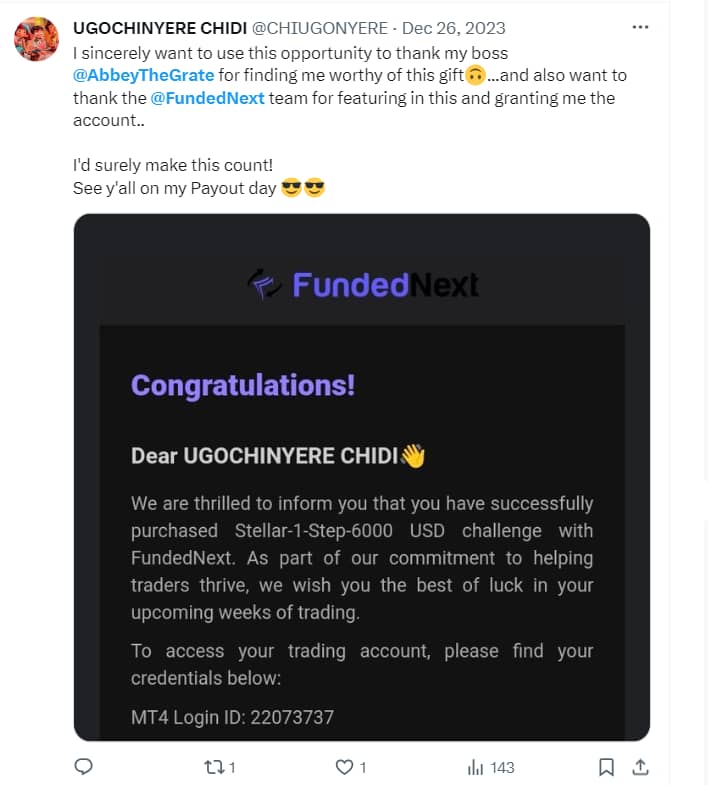 UGOCHINYERE CHIDI @CHIUGONYERE · Dec 26, 2023
I sincerely want to use this opportunity to thank my boss
@AbbeyTheGrate for finding me worthy of this gift🙃...and also want to
thank the @FundedNext team for featuring in this and granting me the
account..
I'd surely make this count!
See y'all on my Payout day 😎😎
FundedNext
Congratulations!
Dear UGOCHINYERE CHIDI👋
We are thrilled to inform you that you have successfully
purchased Stellar-1-Step-6000 USD challenge with
FundedNext. As part of our commitment to helping
traders thrive, we wish you the best of luck in your
upcoming weeks of trading.
To access your trading account, please find your
credentials below:
MT4 Login ID: 22073737
1 1 143